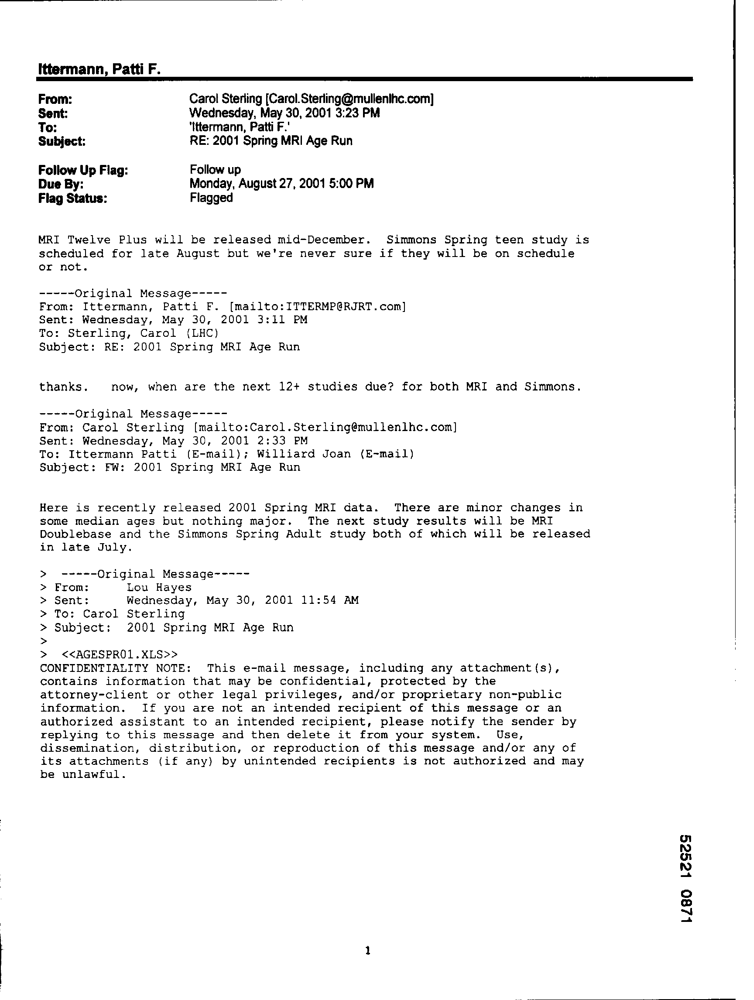 Ittermann, Patti F.
From: Carol Sterling [Carol.Sterling@mullenlhc.com]
Sent: Wednesday, May 30, 2001 3:23 PM
To: 'Ittermann, Patti F.'
Subject: RE: 2001 Spring MRI Age Run
Follow Up Flag: Follow up
Due By: Monday, August 27, 2001 5:00 PM
Flag Status: Flagged
MRI Twelve Plus will be released mid-December. Simmons Spring teen study is
scheduled for late August but we're never sure if they will be on schedule
or not.
-----Original Message-----
From: Ittermann, Patti F. [mailto:ITTERMP@RJRT.com]
Sent: Wednesday, May 30, 2001 3:11 PM
To: Sterling, Carol (LHC)
Subject: RE: 2001 Spring MRI Age Run
thanks. now, when are the next 12+ studies due? for both MRI and Simmons.
-----Original Message-----
From: Carol Sterling [mailto:Carol.Sterling@mullenlhc.com]
Sent: Wednesday, May 30, 2001 2:33 PM
To: Ittermann Patti (E-mail); Williard Joan (E-mail)
Subject: FW: 2001 Spring MRI Age Run
Here is recently released 2001 Spring MRI data. There are minor changes in
some median ages but nothing major. The next study results will be MRI
Doublebase and the Simmons Spring Adult study both of which will be released
in late July.
> -----Original Message-----
> From: Lou Hayes
> Sent: Wednesday, May 30, 2001 11:54 AM
> To: Carol Sterling
> Subject: 2001 Spring MRI Age Run
>
> <<AGESPR01.XLS>>
CONFIDENTIALITY NOTE: This e-mail message, including any attachment(s),
contains information that may be confidential, protected by the
attorney-client or other legal privileges, and/or proprietary non-public
information. If you are not an intended recipient of this message or an
authorized assistant to an intended recipient, please notify the sender by
replying to this message and then delete it from your system. Use,
dissemination, distribution, or reproduction of this message and/or any of
its attachments (if any) by unintended recipients is not authorized and may
be unlawful.
52521 0871
1